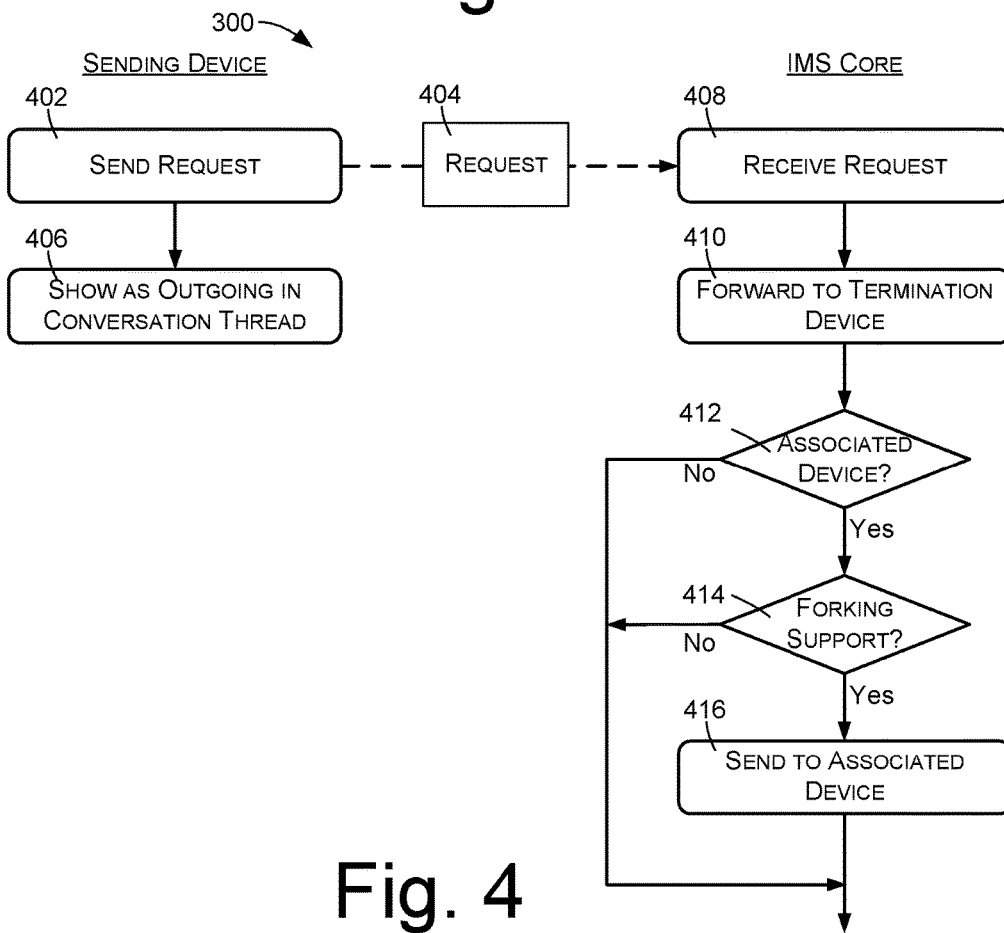 300
SENDING DEVICE
IMS CORE
402
404
408
SEND REQUEST
REQUEST
RECEIVE REQUEST
406
410
SHOW AS OUTGOING IN
CONVERSATION THREAD
FORWARD TO TERMINATION
DEVICE
412
ASSOCIATED
DEVICE?
No
Yes
414
FORKING
SUPPORT?
No
Yes
416
SEND TO ASSOCIATED
DEVICE
Fig. 4